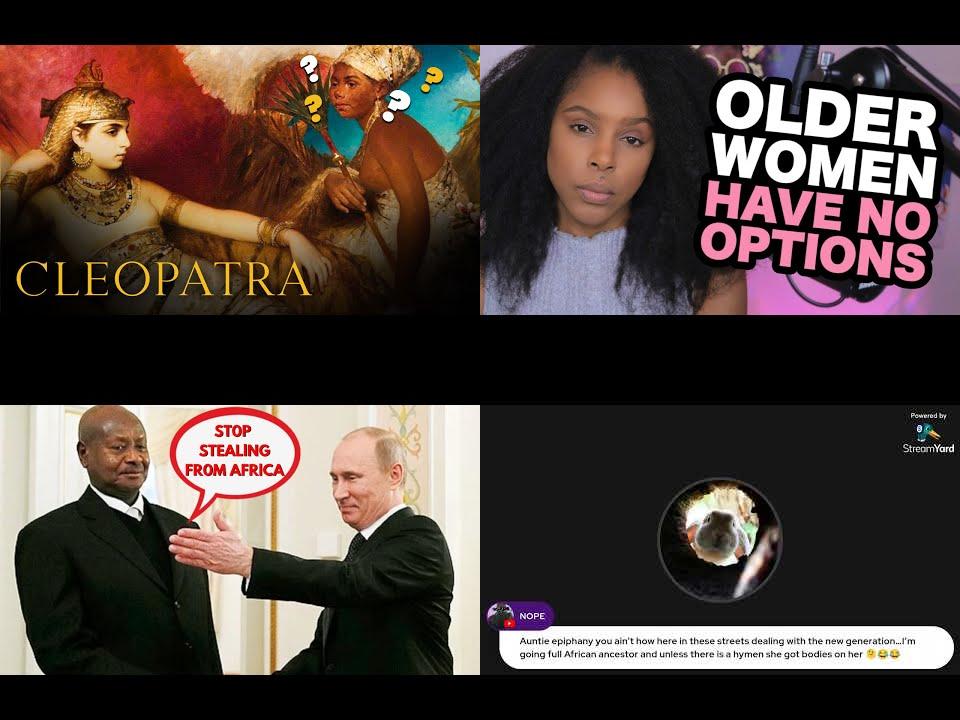 ? ? ? ?
CLEOPATRA
OLDER
WOMEN
HAVE NO
OPTIONS
STOP
STEALING
FROM AFRICA
Powered by
StreamYard
NOPE
Auntie epiphany you ain't how here in these streets dealing with the new generation...I'm
going full African ancestor and unless there is a hymen she got bodies on her 🫠😂😂